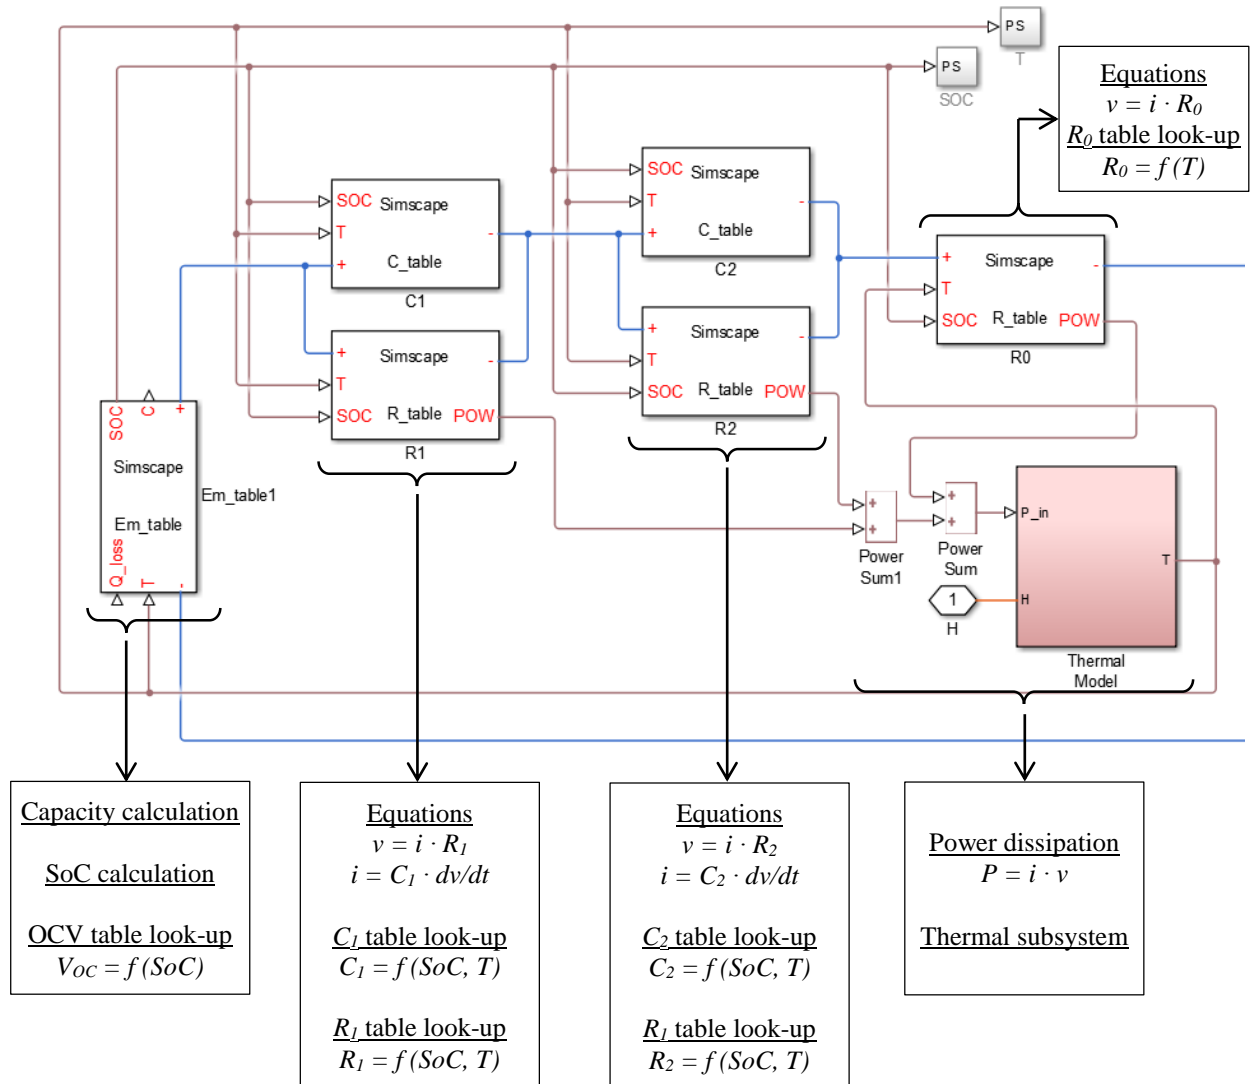 PS
T
PS
SOC
Equations
v = i · R0
R0 table look-up
R0 = f (T)
SOC
Simscape
T
+
-
C_table
C2
SOC
Simscape
T
+
-
C_table
C1
+
Simscape
-
T
SOC
R_table
POW
R0
+
Simscape
-
T
SOC
R_table
POW
R2
+
Simscape
-
T
SOC
R_table
POW
R1
SOC
C
+
Simscape
Em_table
Q_loss
T
-
Em_table1
+
+
Power
Sum1
+
+
Power
Sum
P_in
T
H
Thermal
Model
1
H
Capacity calculation
SoC calculation
OCV table look-up
VOC = f (SoC)
Equations
v = i · R1
i = C1 · dv/dt
C1 table look-up
C1 = f (SoC, T)
R1 table look-up
R1 = f (SoC, T)
Equations
v = i · R2
i = C2 · dv/dt
C2 table look-up
C2 = f (SoC, T)
R1 table look-up
R2 = f (SoC, T)
Power dissipation
P = i · v
Thermal subsystem